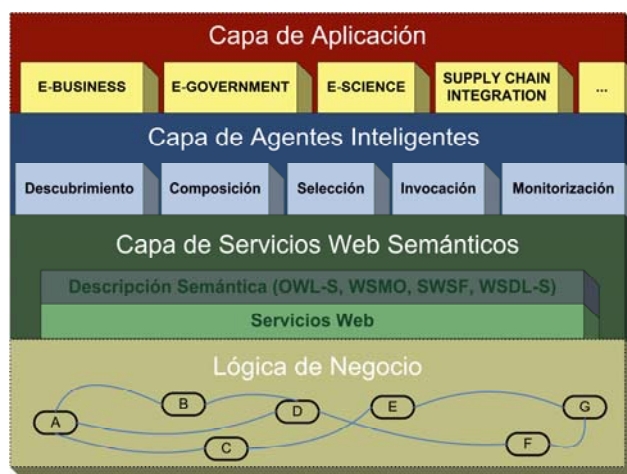 Capa de Aplicación
E-BUSINESS
E-GOVERNMENT
E-SCIENCE
SUPPLY CHAIN
INTEGRATION
...
Capa de Agentes Inteligentes
Descubrimiento
Composición
Selección
Invocación
Monitorización
Capa de Servicios Web Semánticos
Descripción Semántica (OWL-S, WSMO, SWSF, WSDL-S)
Servicios Web
Lógica de Negocio
A
B
C
D
E
F
G